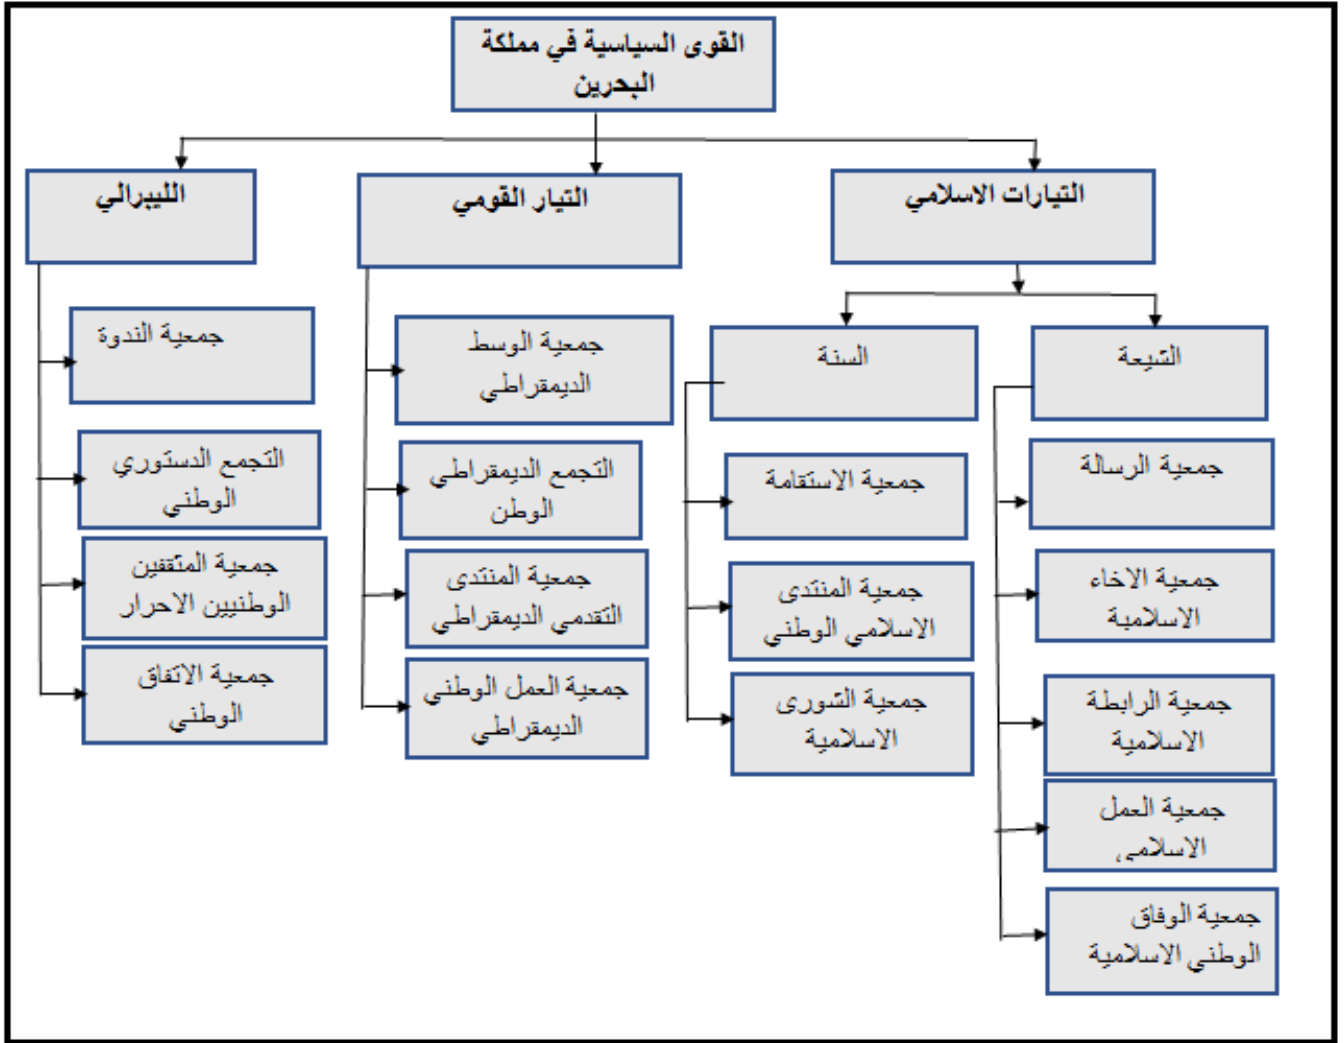 القوى السياسية في مملكة
البحرين
التيارات الاسلامي
التيار القومي
الليبرالي
الشيعة
جمعية الرسالة
جمعية الاخاء
الاسلامية
جمعية الرابطة
الاسلامية
جمعية العمل
الاسلامي
جمعية الوفاق
الوطني الاسلامية
السنة
جمعية الاستقامة
جمعية المنتدى
الاسلامي الوطني
جمعية الشورى
الاسلامية
جمعية الوسط
الديمقراطي
التجمع الديمقراطي
الوطن
جمعية المنتدى
التقدمي الديمقراطي
جمعية العمل الوطني
الديمقراطي
جمعية الندوة
التجمع الدستوري
الوطني
جمعية المثقفين
الوطنيين الاحرار
جمعية الاتفاق
الوطني